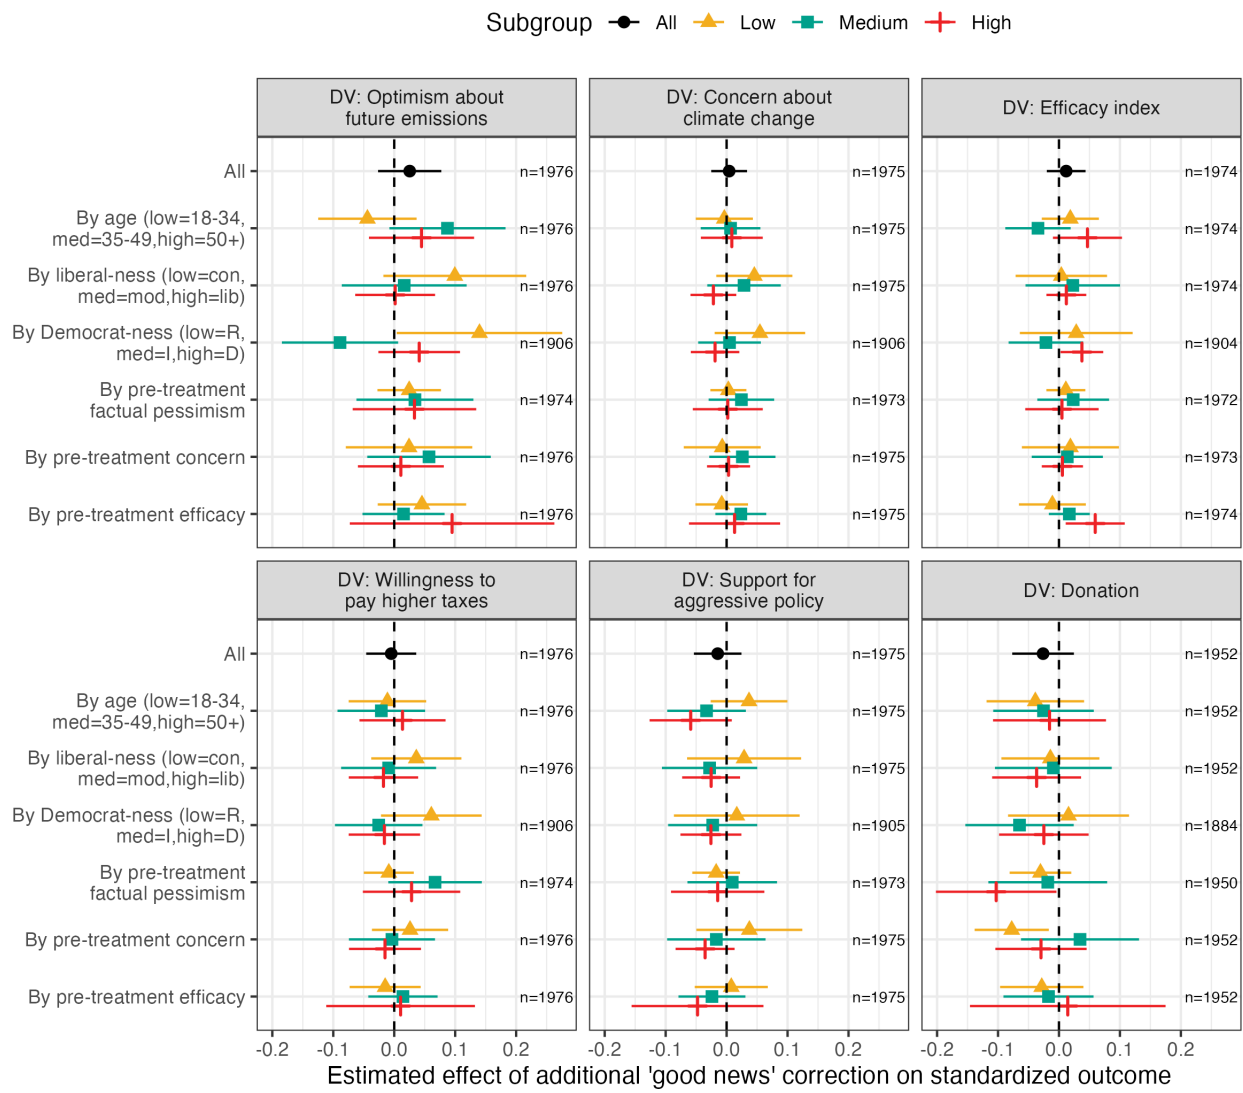 Subgroup All Low Medium High
DV: Optimism about
future emissions
DV: Concern about
climate change
DV: Efficacy index
All
n=1976
n=1975
n=1974
By age (low=18-34,
med=35-49,high=50+)
n=1976
n=1975
n=1974
By liberal-ness (low=con,
med=mod,high=lib)
n=1976
n=1975
n=1974
By Democrat-ness (low=R,
med=I,high=D)
n=1906
n=1906
n=1904
By pre-treatment
factual pessimism
n=1974
n=1973
n=1972
By pre-treatment concern
n=1976
n=1975
n=1973
By pre-treatment efficacy
n=1976
n=1975
n=1974
DV: Willingness to
pay higher taxes
DV: Support for
aggressive policy
DV: Donation
All
n=1976
n=1975
n=1952
By age (low=18-34,
med=35-49,high=50+)
n=1976
n=1975
n=1952
By liberal-ness (low=con,
med=mod,high=lib)
n=1976
n=1975
n=1952
By Democrat-ness (low=R,
med=I,high=D)
n=1906
n=1905
n=1884
By pre-treatment
factual pessimism
n=1974
n=1973
n=1950
By pre-treatment concern
n=1976
n=1975
n=1952
By pre-treatment efficacy
n=1976
n=1975
n=1952
-0.2 -0.1 0.0 0.1 0.2
-0.2 -0.1 0.0 0.1 0.2
-0.2 -0.1 0.0 0.1 0.2
Estimated effect of additional 'good news' correction on standardized outcome